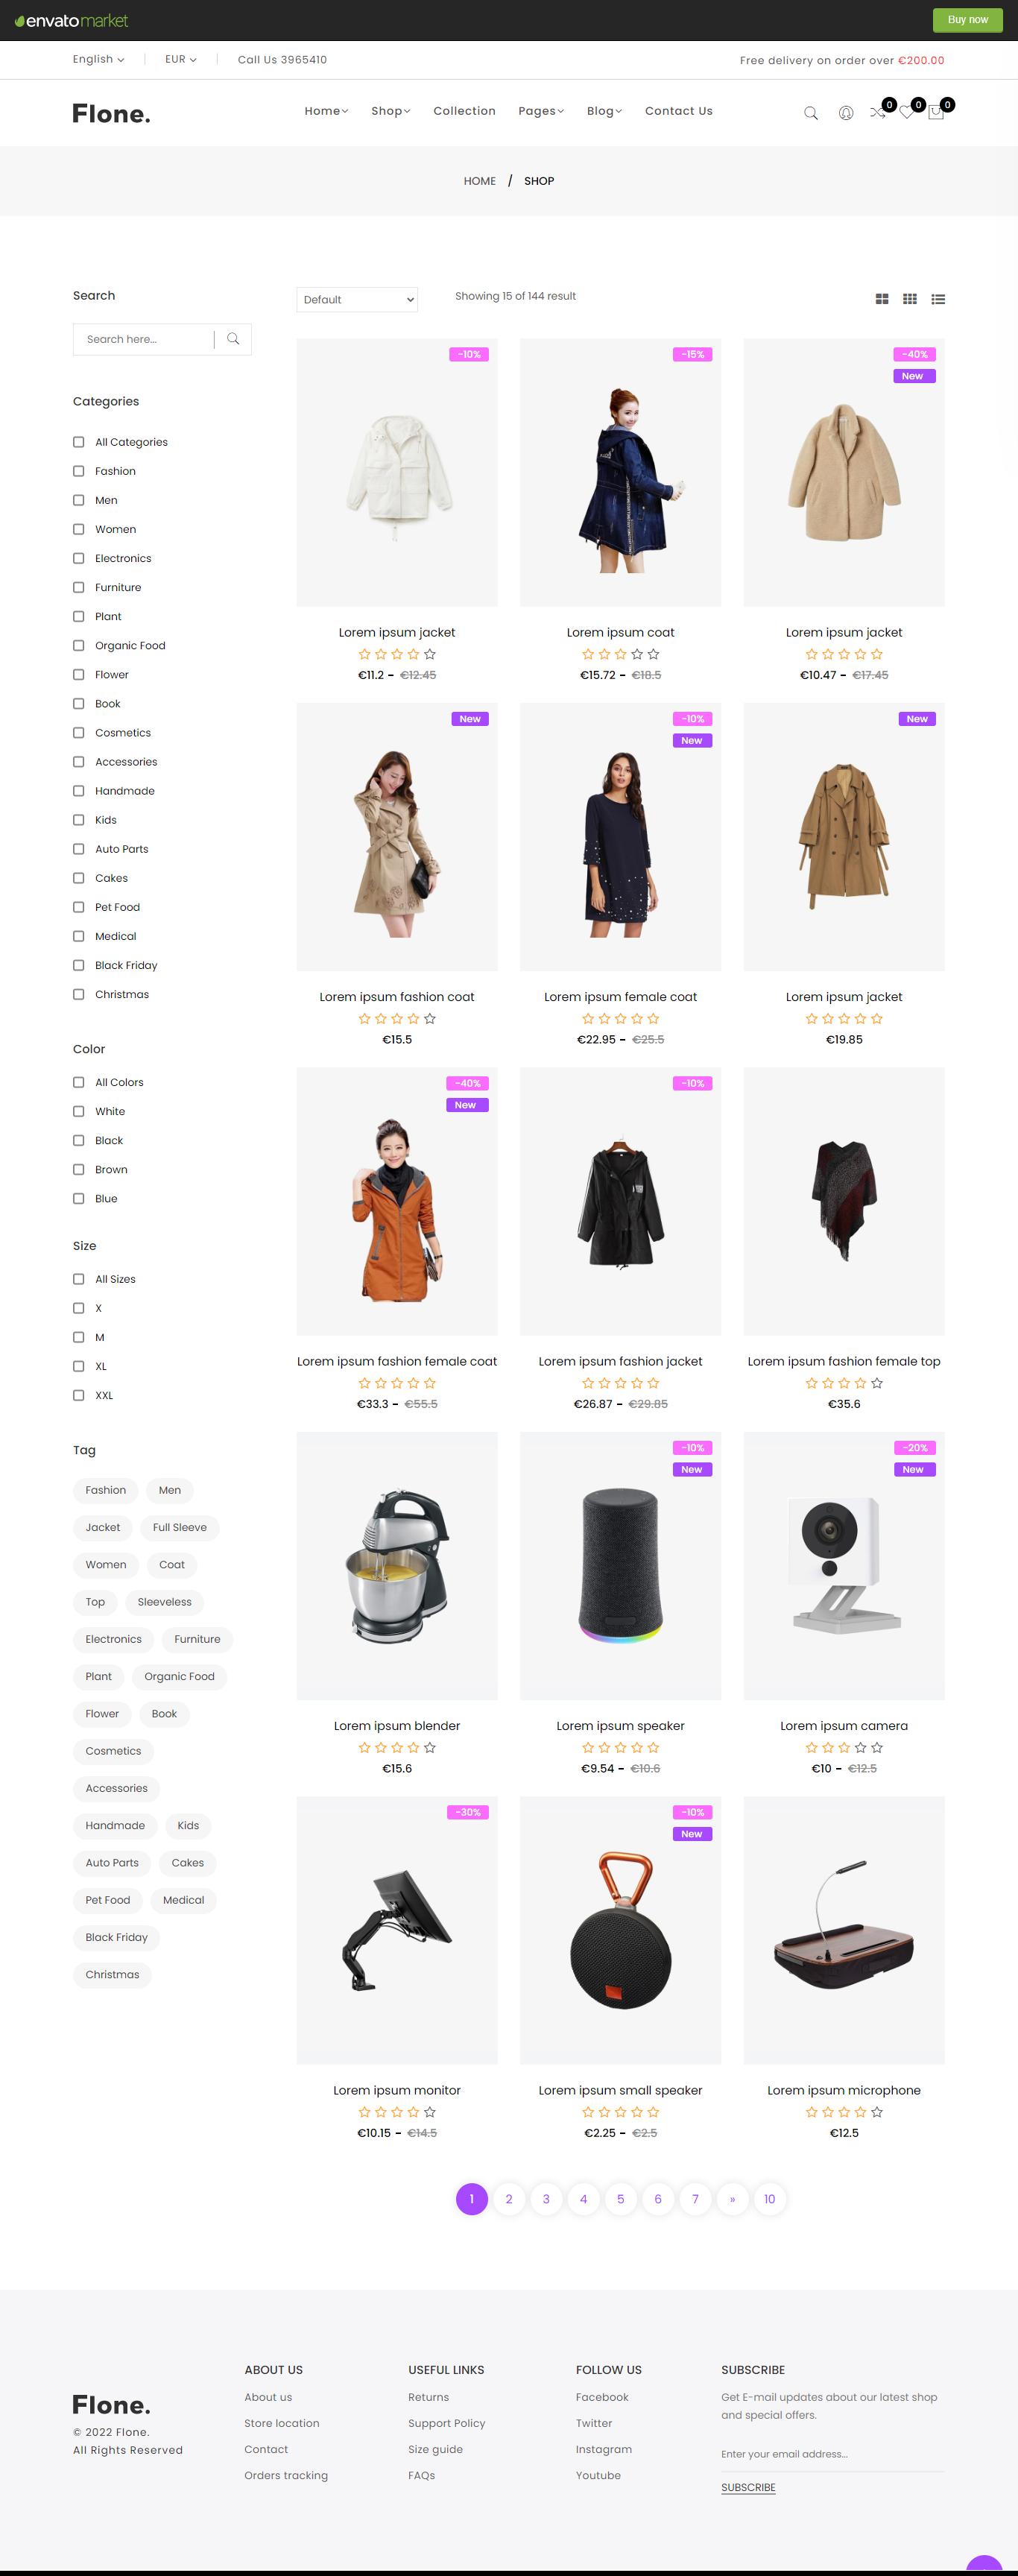 envato market
Buy now
English
EUR
Call Us 3965410
Free delivery on order over €200.00
Flone.
Home
Shop
Collection
Pages
Blog
Contact Us
0
0
0
HOME / SHOP
Search
Search here...
Categories
All Categories
Fashion
Men
Women
Electronics
Furniture
Plant
Organic Food
Flower
Book
Cosmetics
Accessories
Handmade
Kids
Auto Parts
Cakes
Pet Food
Medical
Black Friday
Christmas
Color
All Colors
White
Black
Brown
Blue
Size
All Sizes
X
M
XL
XXL
Tag
Fashion
Men
Jacket
Full Sleeve
Women
Coat
Top
Sleeveless
Electronics
Furniture
Plant
Organic Food
Flower
Book
Cosmetics
Accessories
Handmade
Kids
Auto Parts
Cakes
Pet Food
Medical
Black Friday
Christmas
Default
Showing 15 of 144 result
-10%
Lorem ipsum jacket
€11.2 - €12.45
-15%
Lorem ipsum coat
€15.72 - €18.5
-40%
New
Lorem ipsum jacket
€10.47 - €17.45
New
Lorem ipsum fashion coat
€15.5
-10%
New
Lorem ipsum female coat
€22.95 - €25.5
New
Lorem ipsum jacket
€19.85
-40%
New
Lorem ipsum fashion female coat
€33.3 - €55.5
-10%
Lorem ipsum fashion jacket
€26.87 - €29.85
Lorem ipsum fashion female top
€35.6
Lorem ipsum blender
€15.6
-10%
New
Lorem ipsum speaker
€9.54 - €10.6
-20%
New
Lorem ipsum camera
€10 - €12.5
-30%
Lorem ipsum monitor
€10.15 - €14.5
-10%
New
Lorem ipsum small speaker
€2.25 - €2.5
Lorem ipsum microphone
€12.5
1 2 3 4 5 6 7 » 10
Flone.
© 2022 Flone.
All Rights Reserved
ABOUT US
About us
Store location
Contact
Orders tracking
USEFUL LINKS
Returns
Support Policy
Size guide
FAQs
FOLLOW US
Facebook
Twitter
Instagram
Youtube
SUBSCRIBE
Get E-mail updates about our latest shop
and special offers.
Enter your email address...
SUBSCRIBE